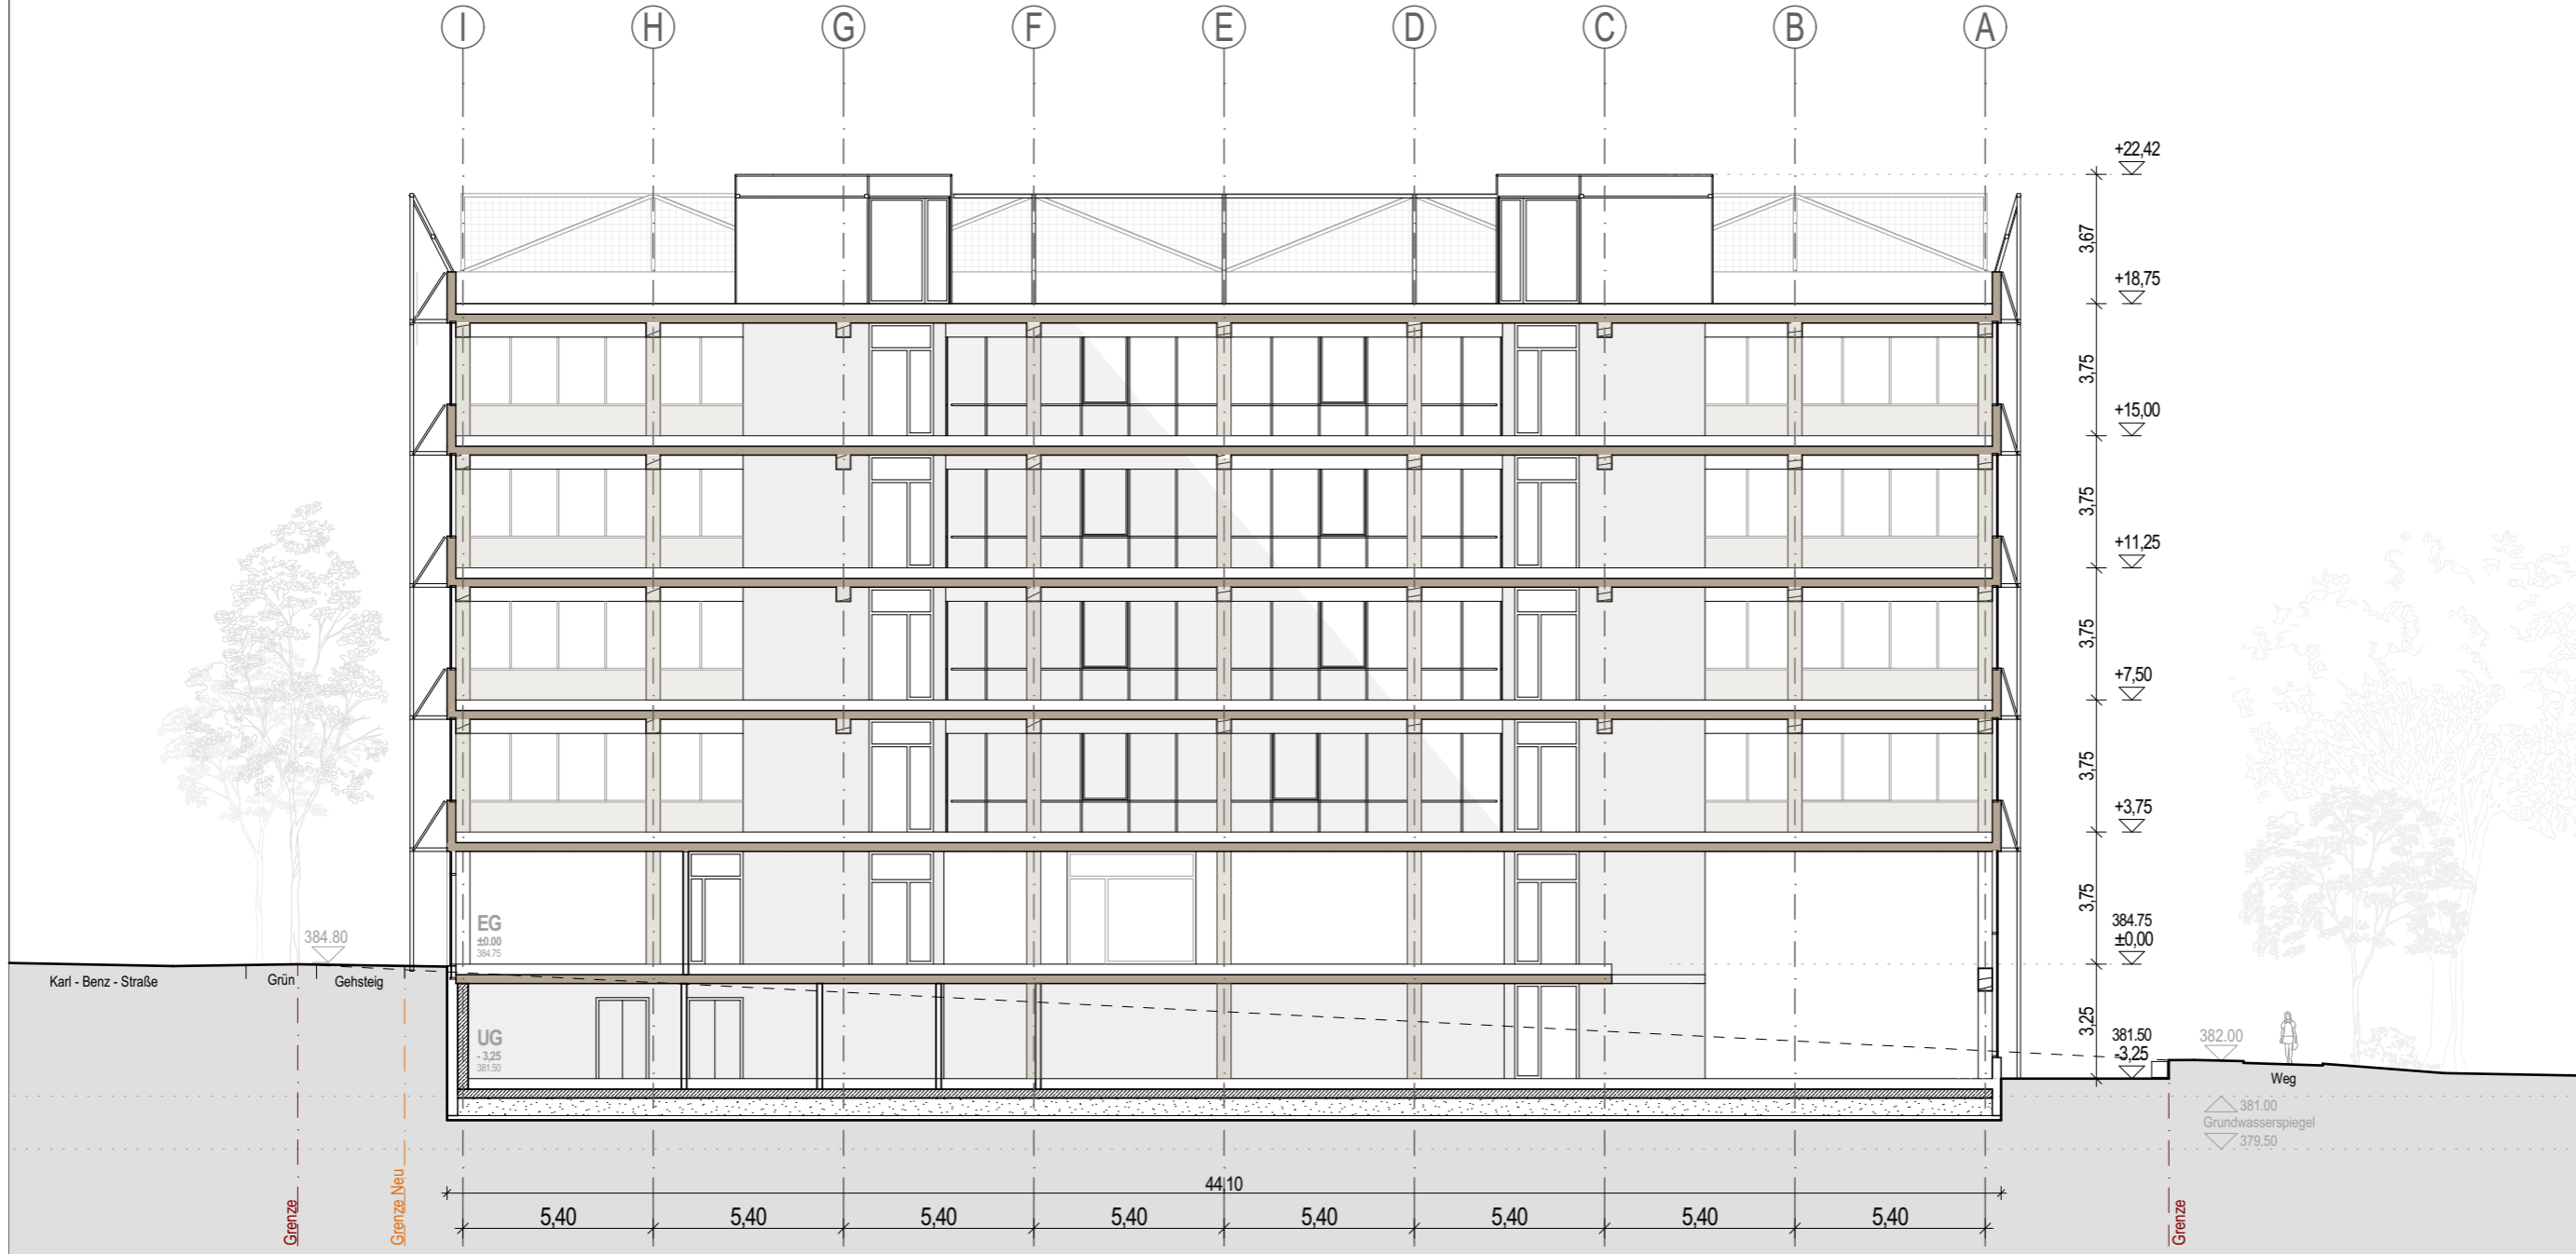 I H G F E D C B A
+22,42
3,67
+18,75
3,75
+15,00
3,75
+11,25
3,75
+7,50
3,75
+3,75
3,75
384.75
±0,00
3,25
381.50
-3,25
EG
±0.00
384.75
UG
- 3,25
381.50
384.80
Karl - Benz - Straße
Grün
Gehsteig
382.00
Weg
381.00
Grundwasserspiegel
379.50
Grenze
Grenze Neu
Grenze
44,10
5,40 5,40 5,40 5,40 5,40 5,40 5,40 5,40